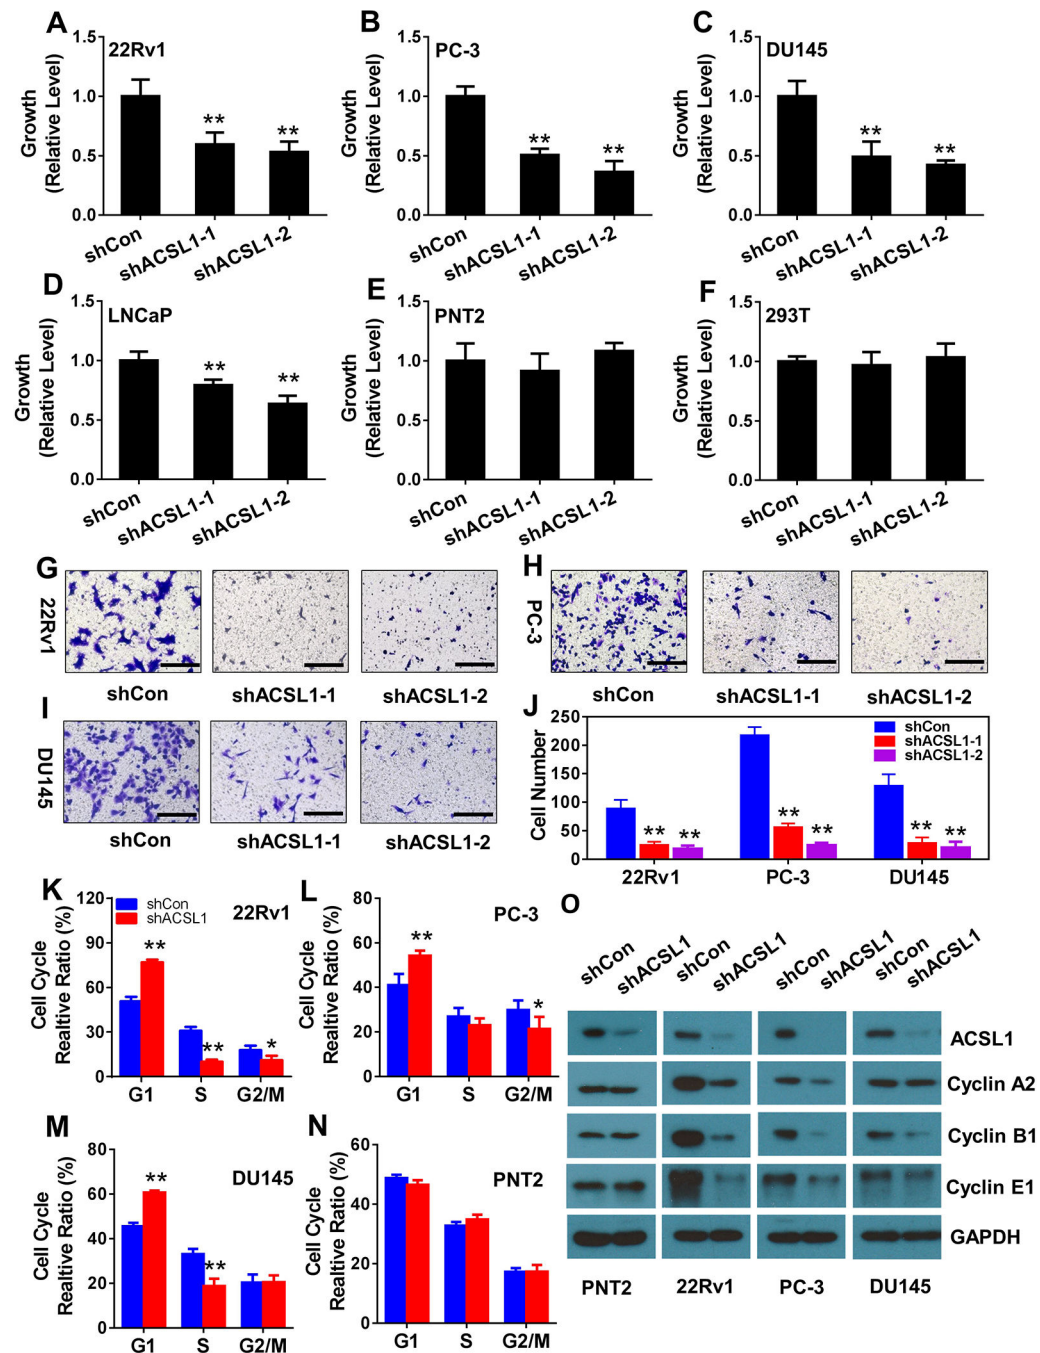 A
22Rv1
Growth
(Relative Level)
1.5
1.0
0.5
0.0
shCon
shACSL1-1
shACSL1-2
** **
B
PC-3
Growth
(Relative Level)
1.5
1.0
0.5
0.0
shCon
shACSL1-1
shACSL1-2
** **
C
DU145
Growth
(Relative Level)
1.5
1.0
0.5
0.0
shCon
shACSL1-1
shACSL1-2
** **
D
LNCaP
Growth
(Relative Level)
1.5
1.0
0.5
0.0
shCon
shACSL1-1
shACSL1-2
** **
E
PNT2
Growth
(Relative Level)
1.5
1.0
0.5
0.0
shCon
shACSL1-1
shACSL1-2
F
293T
Growth
(Relative Level)
1.5
1.0
0.5
0.0
shCon
shACSL1-1
shACSL1-2
G
22Rv1
shCon shACSL1-1 shACSL1-2
H
PC-3
shCon shACSL1-1 shACSL1-2
I
DU145
shCon shACSL1-1 shACSL1-2
J
Cell Number
250
200
150
100
50
0
shCon
shACSL1-1
shACSL1-2
** ** ** ** ** **
22Rv1 PC-3 DU145
K
22Rv1
shCon
shACSL1
Cell Cycle
Realtive Ratio (%)
120
90
60
30
0
** ** *
G1 S G2/M
L
PC-3
Cell Cycle
Realtive Ratio (%)
80
60
40
20
0
** *
G1 S G2/M
M
DU145
Cell Cycle
Realtive Ratio (%)
80
60
40
20
0
** **
G1 S G2/M
N
PNT2
Cell Cycle
Realtive Ratio (%)
60
40
20
0
G1 S G2/M
O
shCon shACSL1 shCon shACSL1 shCon shACSL1 shCon shACSL1
ACSL1
Cyclin A2
Cyclin B1
Cyclin E1
GAPDH
PNT2 22Rv1 PC-3 DU145